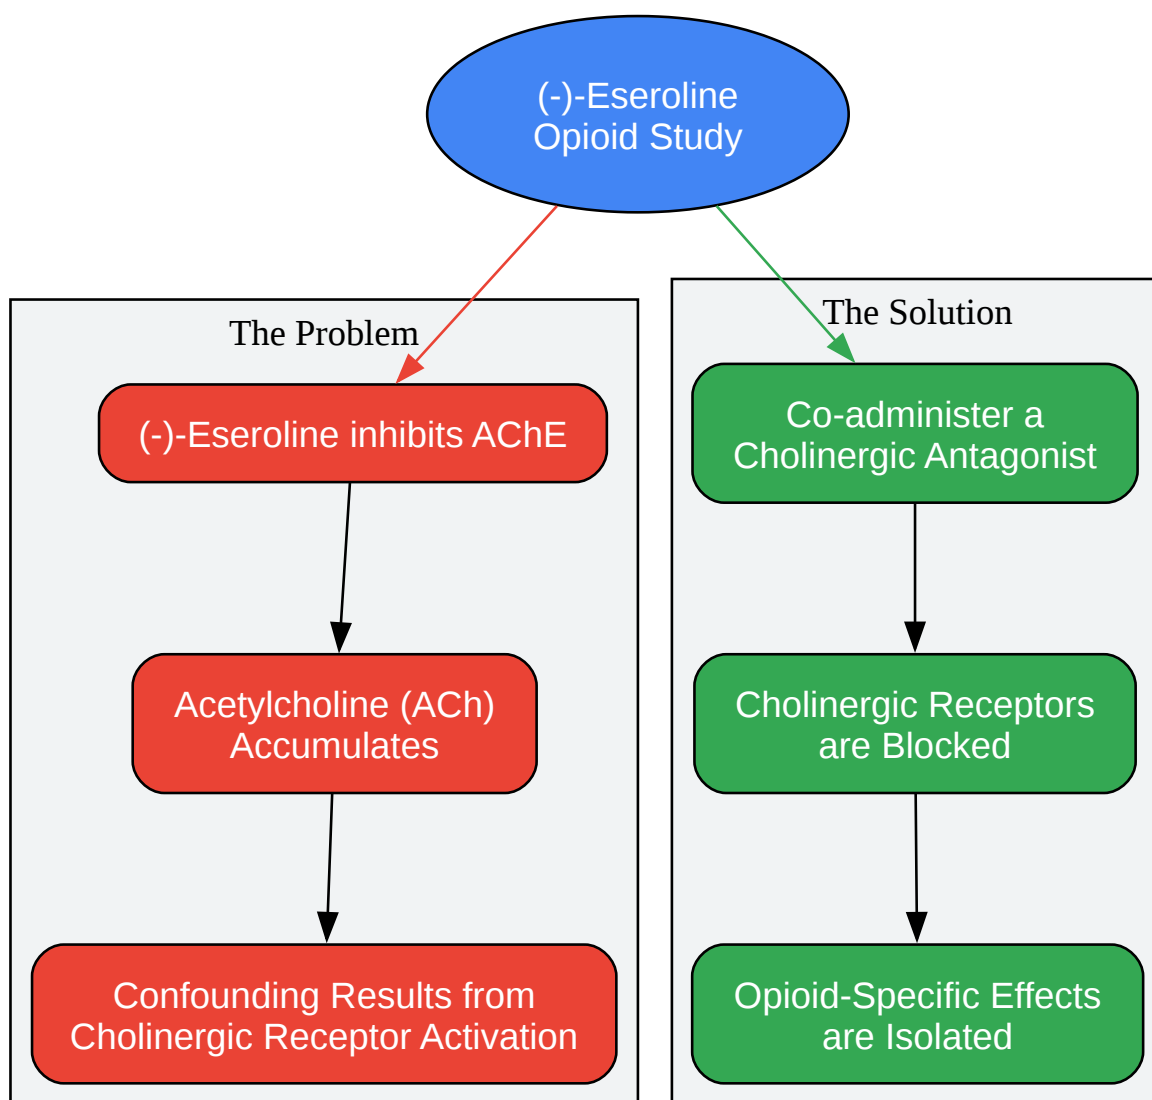 (-)-Eseroline
Opioid Study
The Problem
(-)-Eseroline inhibits AChE
Acetylcholine (ACh)
Accumulates
Confounding Results from
Cholinergic Receptor Activation
The Solution
Co-administer a
Cholinergic Antagonist
Cholinergic Receptors
are Blocked
Opioid-Specific Effects
are Isolated